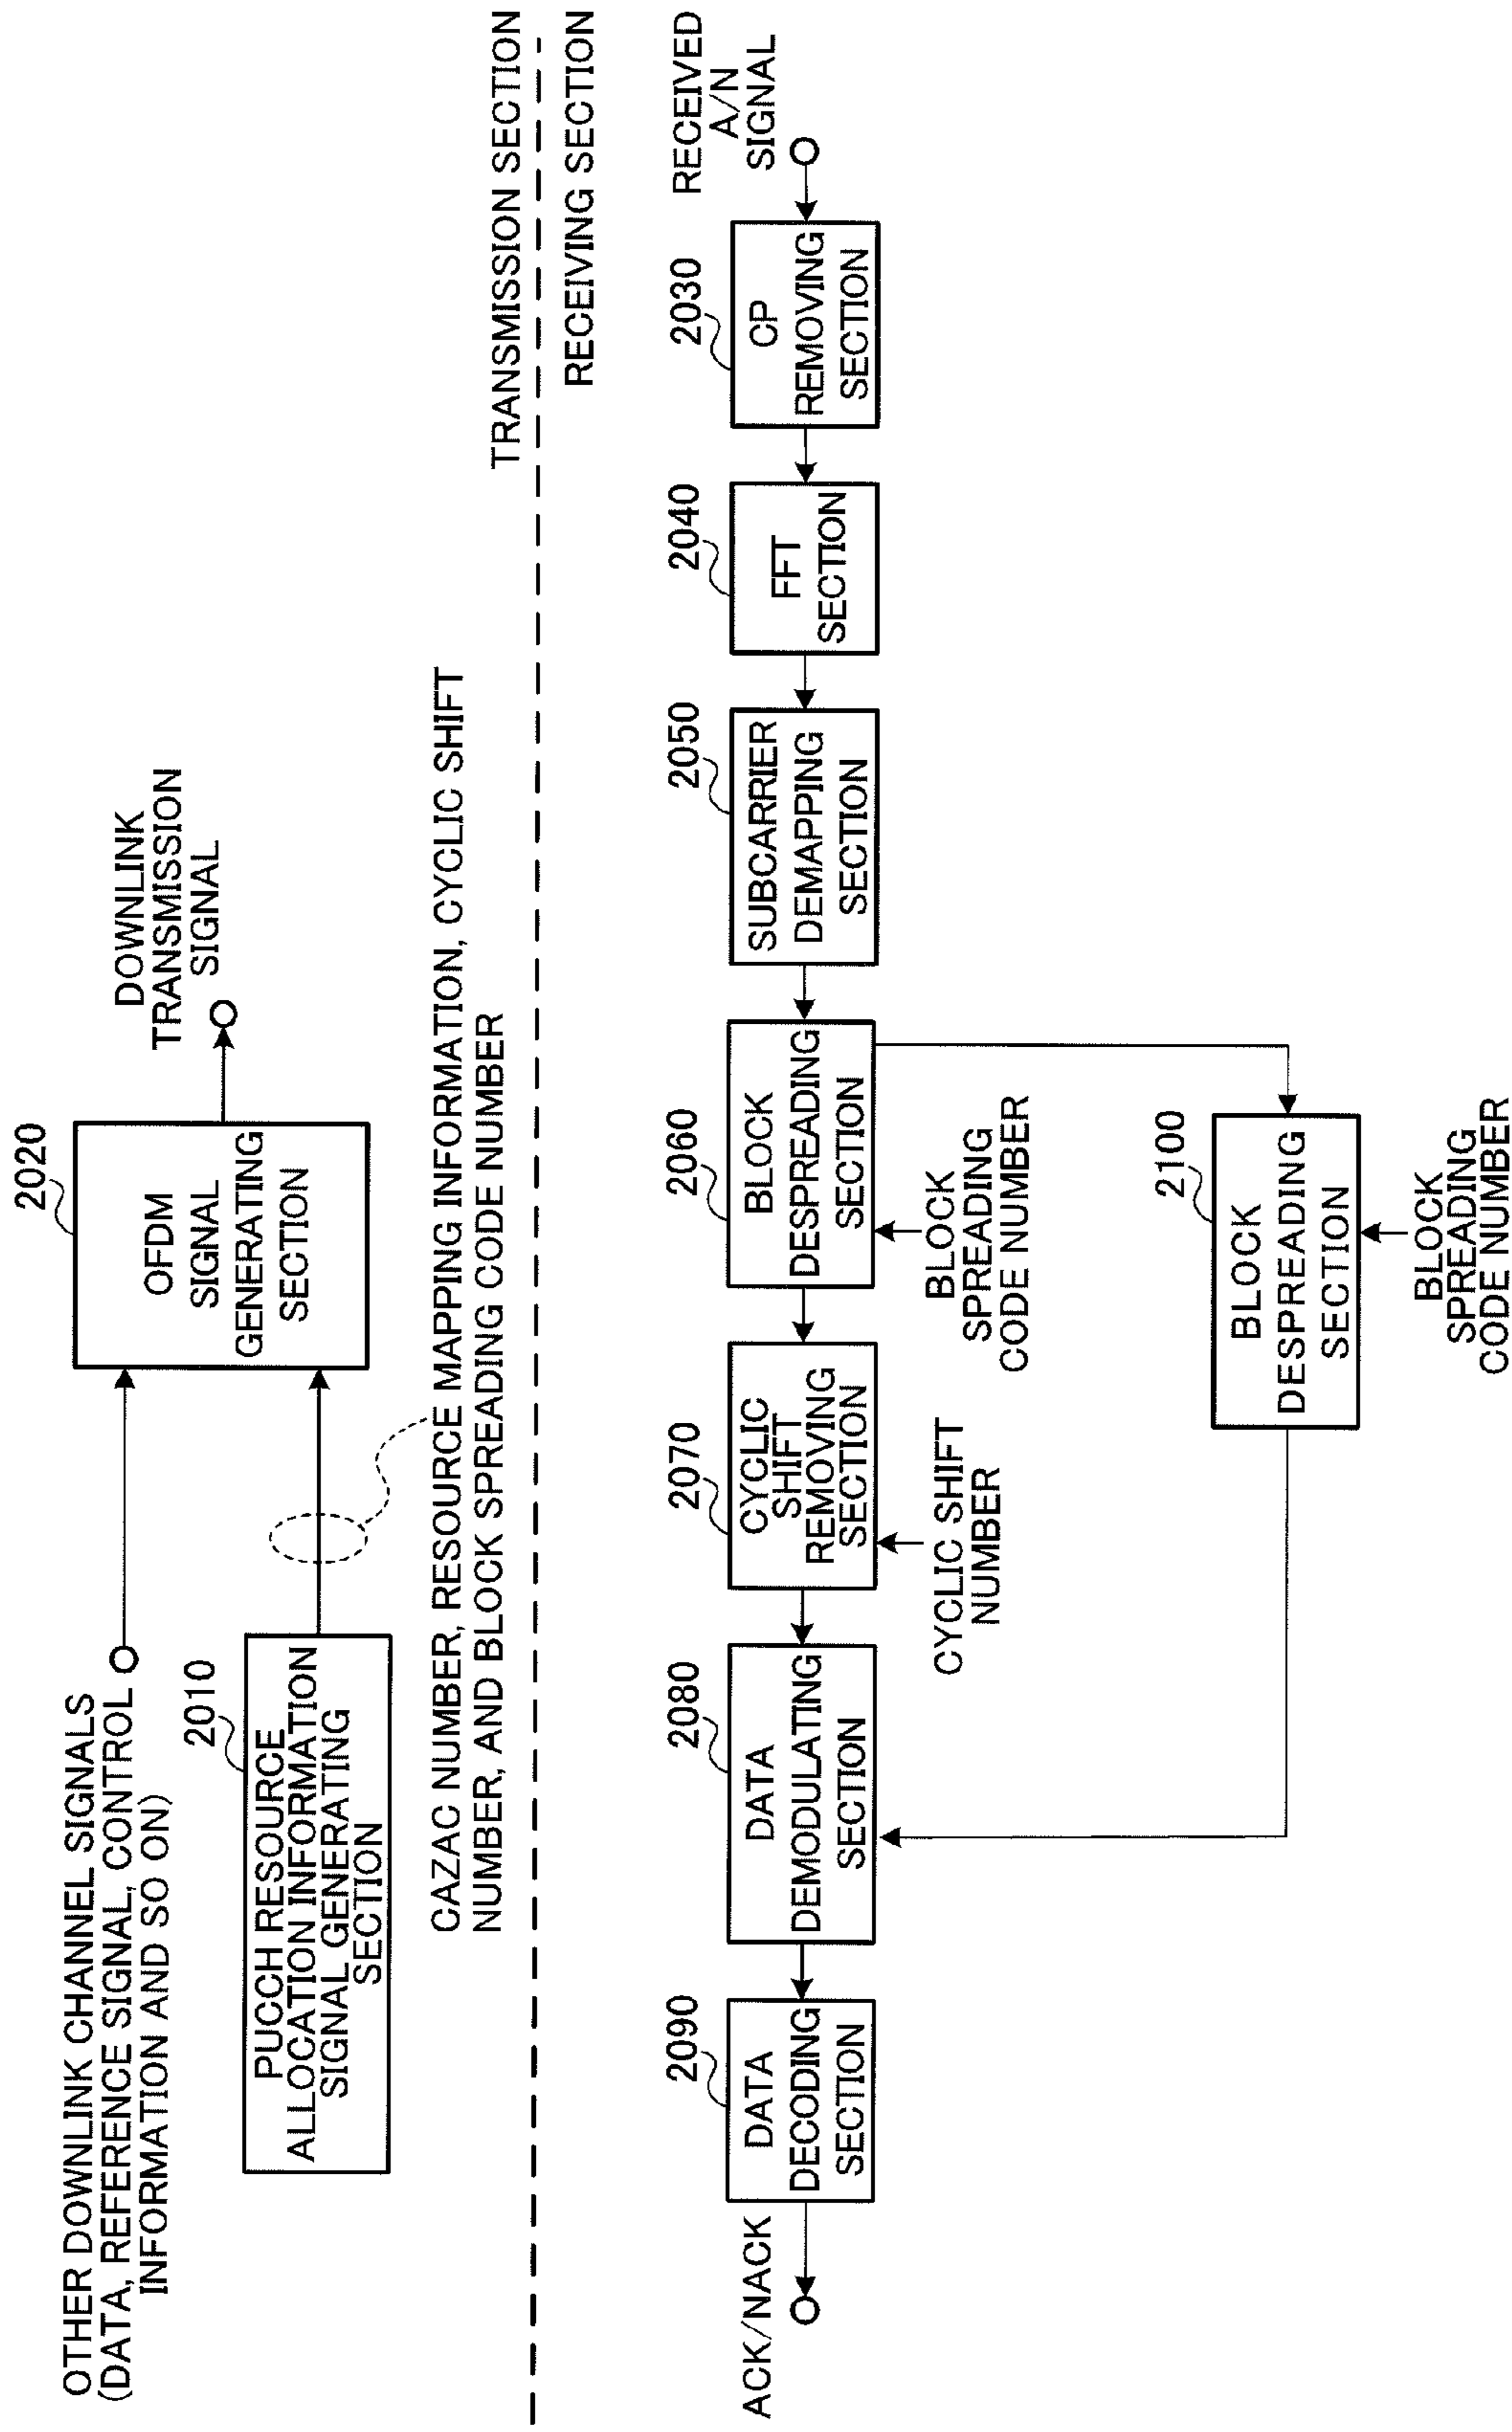 OTHER DOWNLINK CHANNEL SIGNALS
(DATA, REFERENCE SIGNAL, CONTROL
INFORMATION AND SO ON)
2010
PUCCH RESOURCE
ALLOCATION INFORMATION
SIGNAL GENERATING
SECTION
2020
OFDM
SIGNAL
GENERATING
SECTION
DOWNLINK
TRANSMISSION
SIGNAL
CAZAC NUMBER, RESOURCE MAPPING INFORMATION, CYCLIC SHIFT
NUMBER, AND BLOCK SPREADING CODE NUMBER
TRANSMISSION SECTION
RECEIVING SECTION
ACK/NACK
2090
DATA
DECODING
SECTION
2080
DATA
DEMODULATING
SECTION
2070
CYCLIC
SHIFT
REMOVING
SECTION
CYCLIC SHIFT
NUMBER
2060
BLOCK
DESPREADING
SECTION
BLOCK
SPREADING
CODE NUMBER
2050
SUBCARRIER
DEMAPPING
SECTION
2040
FFT
SECTION
2030
CP
REMOVING
SECTION
RECEIVED
A/N
SIGNAL
2100
BLOCK
DESPREADING
SECTION
BLOCK
SPREADING
CODE NUMBER